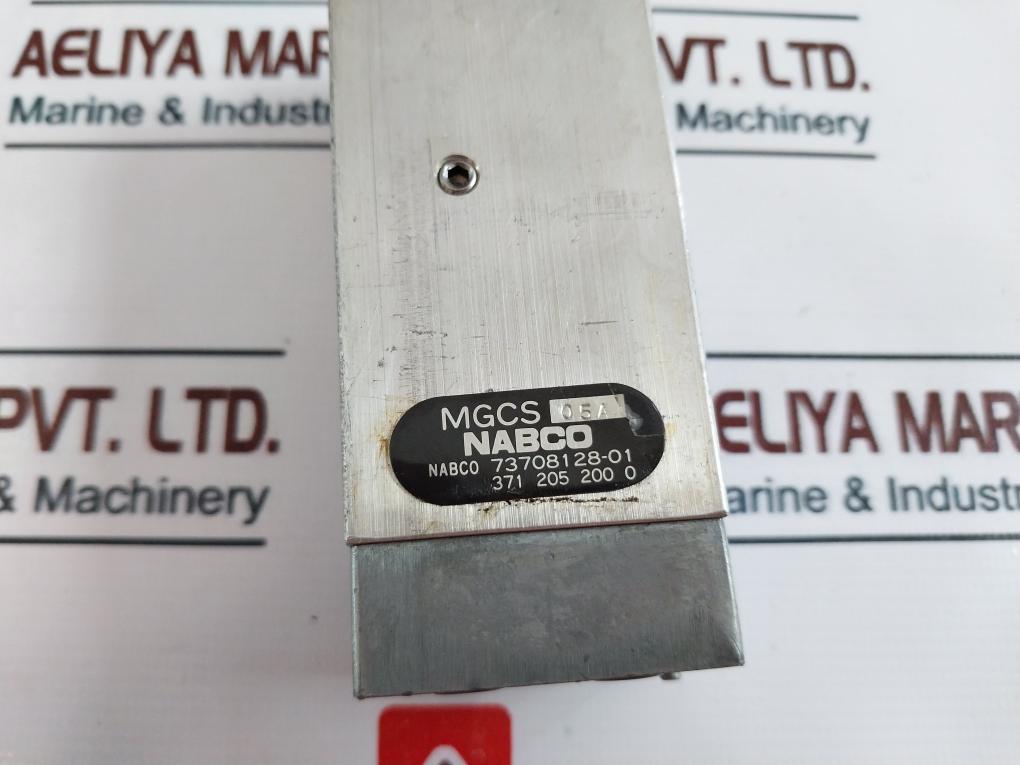 AELIYA MAR
VT. LTD.
Marine & Indust
Machinery
PVT. LTD.
& Machinery
ELIYA MAR
arine & Industr
MGCS 05A
NABCO
NABCO 73708128-01
371 205 200 0